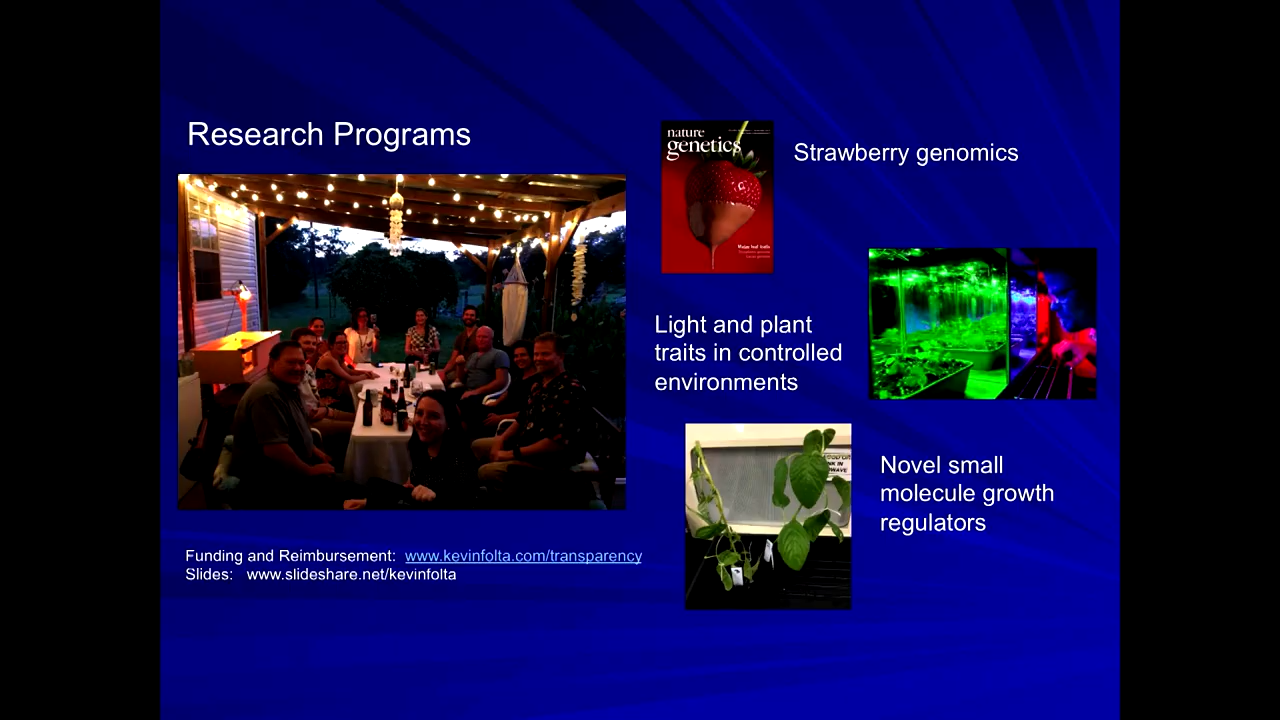 Research Programs
nature
genetics
Strawberry genomics
Light and plant
traits in controlled
environments
Novel small
molecule growth
regulators
Funding and Reimbursement: www.kevinfolta.com/transparency
Slides: www.slideshare.net/kevinfolta